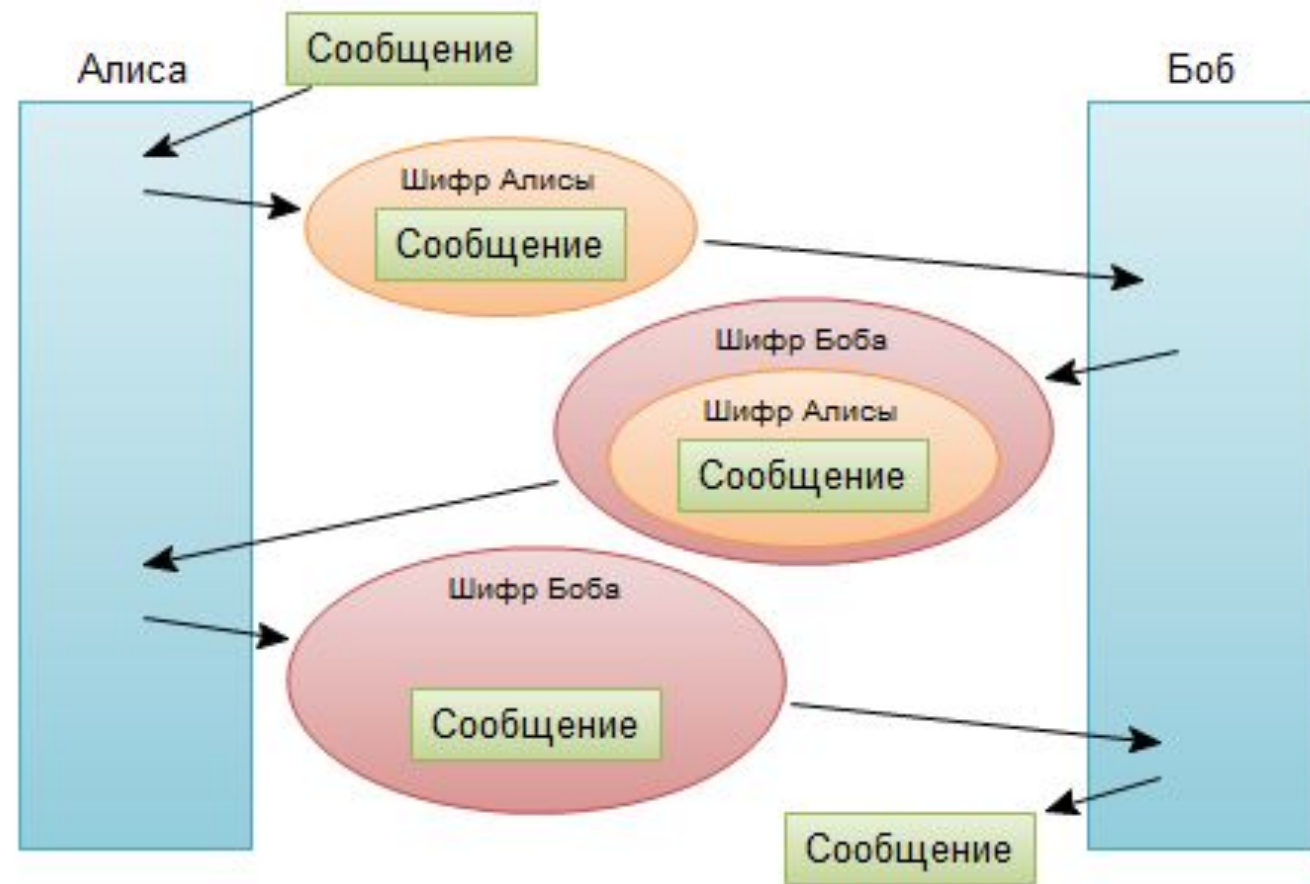 Сообщение
Алиса
Боб
Шифр Алисы
Сообщение
Шифр Боба
Шифр Алисы
Сообщение
Шифр Боба
Сообщение
Сообщение